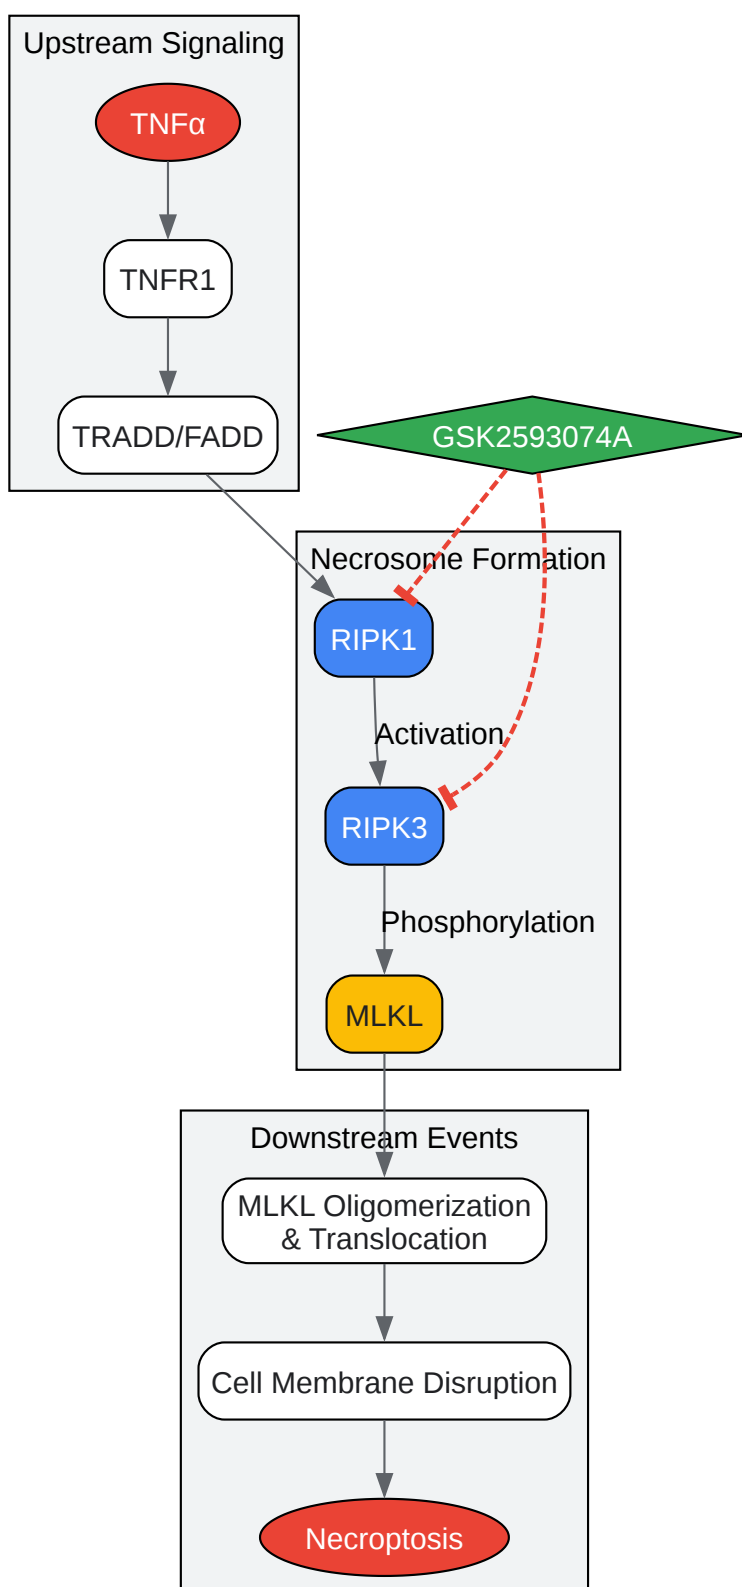 Upstream Signaling
TNFα
TNFR1
TRADD/FADD
GSK2593074A
Necrosome Formation
RIPK1
Activation
RIPK3
Phosphorylation
MLKL
Downstream Events
MLKL Oligomerization
& Translocation
Cell Membrane Disruption
Necroptosis